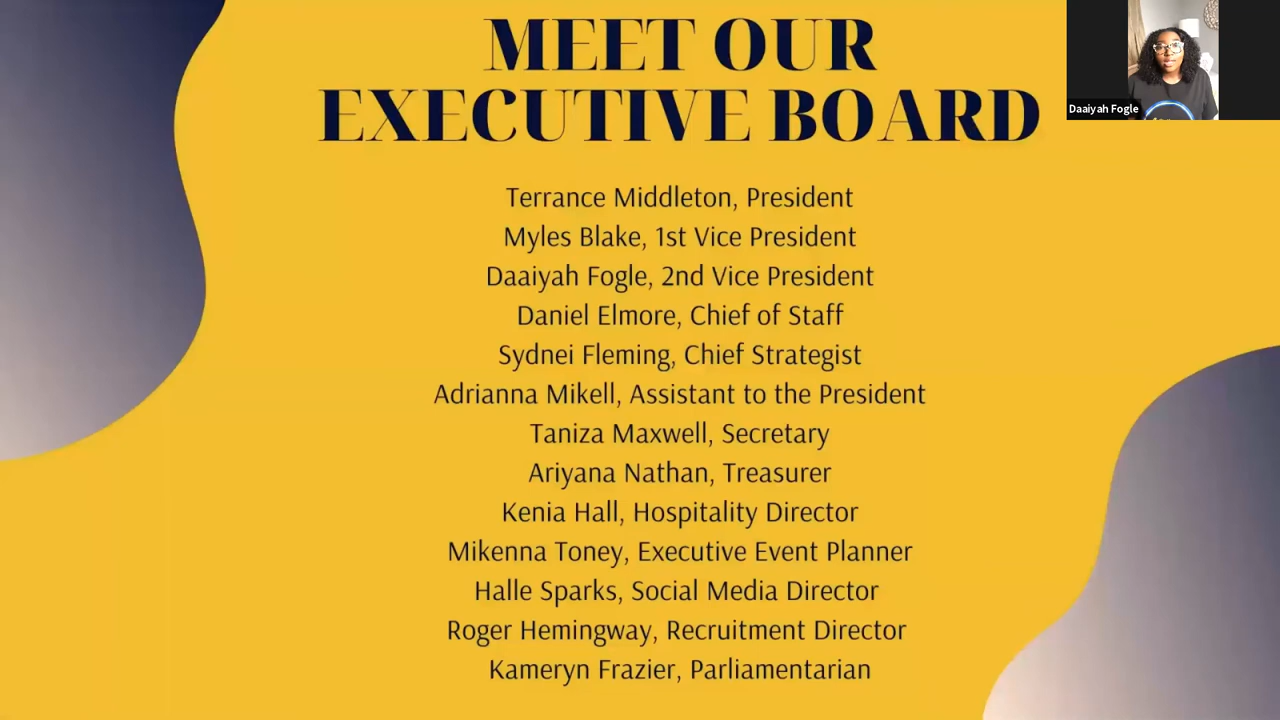 MEET OUR
EXECUTIVE BOARD
Daaiyah Fogle
Terrance Middleton, President
Myles Blake, 1st Vice President
Daaiyah Fogle, 2nd Vice President
Daniel Elmore, Chief of Staff
Sydnei Fleming, Chief Strategist
Adrianna Mikell, Assistant to the President
Taniza Maxwell, Secretary
Ariyana Nathan, Treasurer
Kenia Hall, Hospitality Director
Mikenna Toney, Executive Event Planner
Halle Sparks, Social Media Director
Roger Hemingway, Recruitment Director
Kameryn Frazier, Parliamentarian